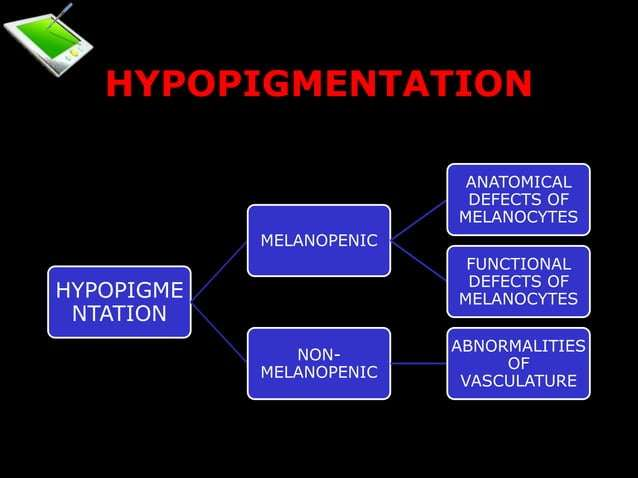 HYPOPIGMENTATION
HYPOPIGME
NTATION
MELANOPENIC
ANATOMICAL
DEFECTS OF
MELANOCYTES
FUNCTIONAL
DEFECTS OF
MELANOCYTES
NON-
MELANOPENIC
ABNORMALITIES
OF
VASCULATURE